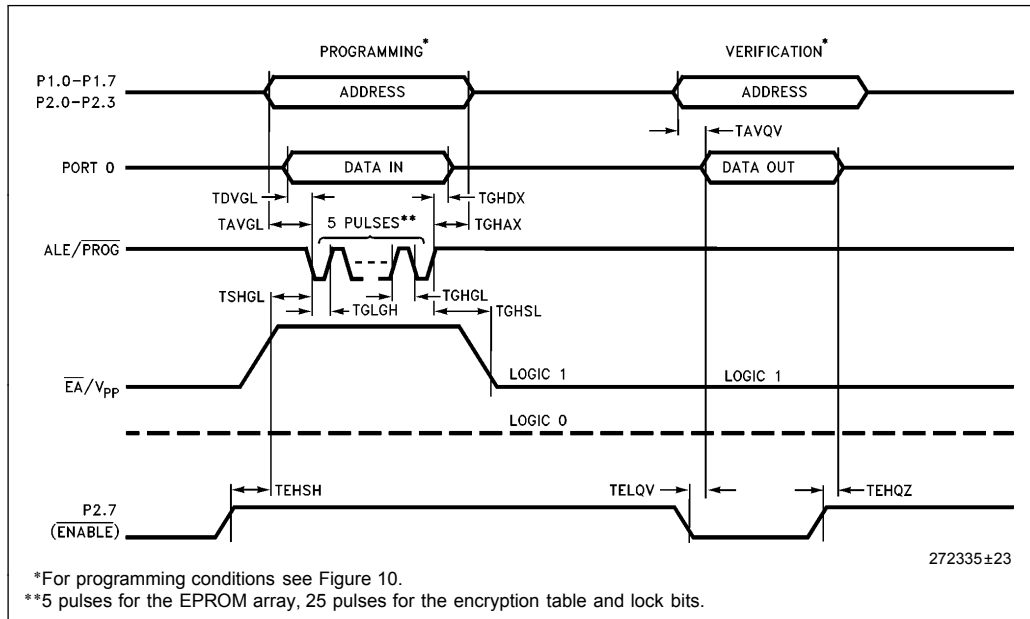 PROGRAMMING*
VERIFICATION*
P1.0–P1.7
P2.0–P2.3
ADDRESS
ADDRESS
TAVQV
PORT 0
DATA IN
DATA OUT
TDVGL
TGHDX
TAVGL
5 PULSES**
TGHAX
ALE/PROG
TSHGL
TGLGH
TGHGL
TGHSL
EA/VPP
LOGIC 1
LOGIC 1
LOGIC 0
TEHSH
TELQV
TEHQZ
P2.7
(ENABLE)
272335±23
*For programming conditions see Figure 10.
**5 pulses for the EPROM array, 25 pulses for the encryption table and lock bits.